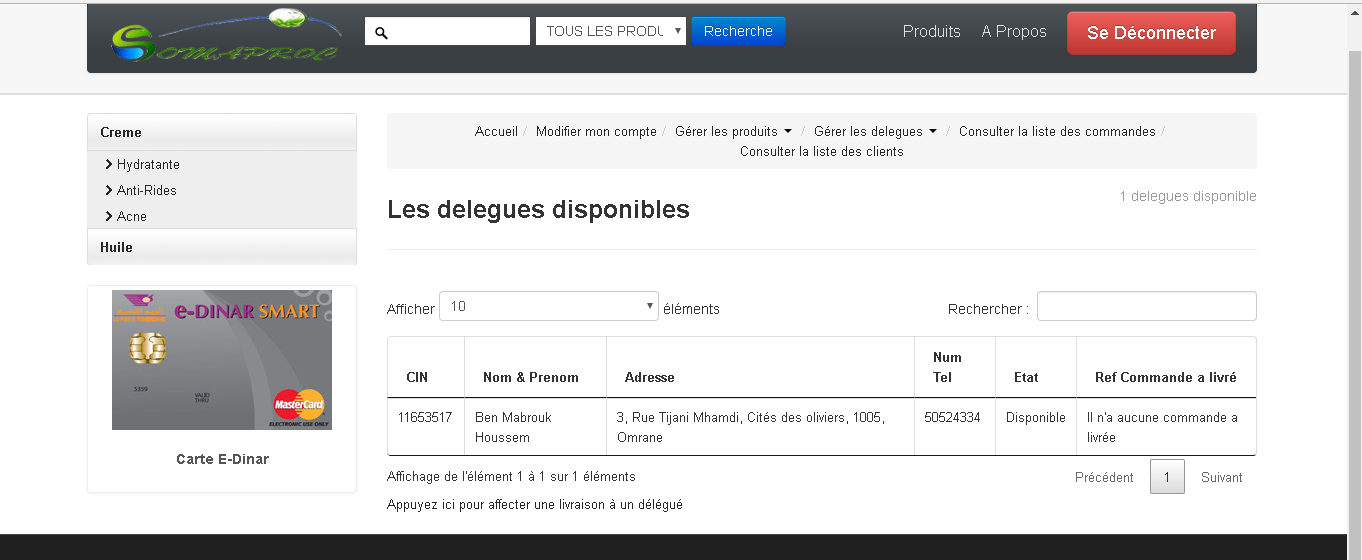 SOMAPROC
TOUS LES PRODU
Recherche
Produits
A Propos
Se Déconnecter
Creme
Hydratante
Anti-Rides
Acne
Huile
e-DINAR SMART
5359
VALID
THRU
MasterCard
ELECTRONIC USE ONLY
Carte E-Dinar
Accueil / Modifier mon compte / Gérer les produits / Gérer les delegues / Consulter la liste des commandes /
Consulter la liste des clients
1 delegues disponible
Les delegues disponibles
Afficher 10 éléments
Rechercher :
CIN Nom & Prenom Adresse Num Tel Etat Ref Commande a livré
11653517 Ben Mabrouk Houssem 3, Rue Tijani Mhamdi, Cités des oliviers, 1005, Omrane 50524334 Disponible Il n'a aucune commande a livrée
Affichage de l'élément 1 à 1 sur 1 éléments
Précédent 1 Suivant
Appuyez ici pour affecter une livraison à un délégué